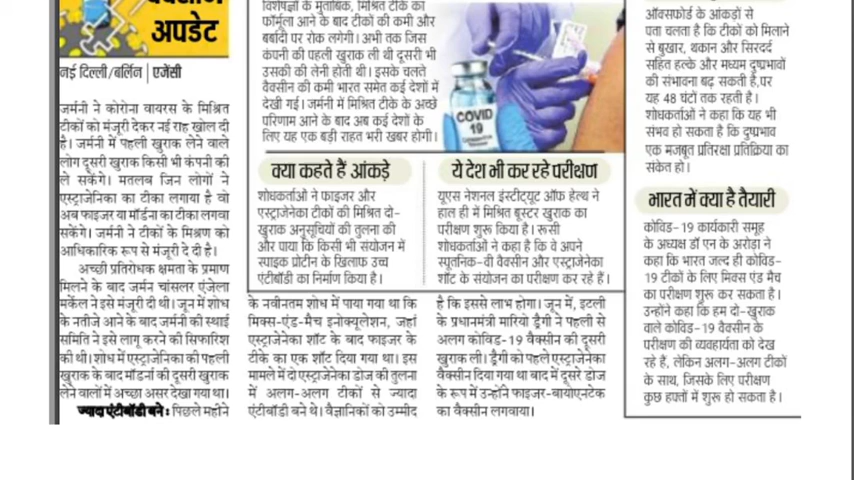 अपडेट
नई दिल्ली/बर्लिन | एजेंसी
जर्मनी ने कोरोना वायरस के मिश्रित
टीकों को मंजूरी देकर नई राह खोल दी
है। जर्मनी में पहली खुराक लेने वाले
लोग दूसरी खुराक किसी भी कंपनी की
ले सकेंगे। मतलब जिन लोगों ने
एस्ट्राजेनिका का टीका लगाया है वो
अब फाइजर या मॉर्डना का टीका लगवा
सकेंगे। जर्मनी ने टीकों के मिश्रण को
आधिकारिक रूप से मंजूरी दे दी है।
अच्छी प्रतिरोधक क्षमता के प्रमाण
मिलने के बाद जर्मन चांसलर एंजेला
मर्केल ने इसे मंजूरी दी थी। जून में शोध
के नतीजे आने के बाद जर्मनी की स्थाई
समिति ने इसे लागू करने की सिफारिश
की थी। शोध में एस्ट्राजेनिका की पहली
खुराक के बाद मॉडर्ना की दूसरी खुराक
लेने वालों में अच्छा असर देखा गया था।
ज्यादा एंटीबॉडी बने : पिछले महीने
विशेषज्ञों के मुताबिक, मिश्रित टीके का
फॉर्मूला आने के बाद टीकों की कमी और
बर्बादी पर रोक लगेगी। अभी तक जिस
कंपनी की पहली खुराक ली थी दूसरी भी
उसकी की लेनी होती थी। इसके चलते
वैक्सीन की कमी भारत समेत कई देशों में
देखी गई। जर्मनी में मिश्रित टीके के अच्छे
परिणाम आने के बाद अब कई देशों के
लिए यह एक बड़ी राहत भरी खबर होगी।
COVID
19
क्या कहते हैं आंकड़े
शोधकर्ताओं ने फाइजर और
एस्ट्राजेनका टीकों की मिश्रित दो-
खुराक अनुसूचियों की तुलना की
और पाया कि किसी भी संयोजन में
स्पाइक प्रोटीन के खिलाफ उच्च
एंटीबॉडी का निर्माण किया है।
ये देश भी कर रहे परीक्षण
यूएस नेशनल इंस्टीट्यूट ऑफ हेल्थ ने
हाल ही में मिश्रित बूस्टर खुराक का
परीक्षण शुरू किया है। रूसी
शोधकर्ताओं ने कहा है कि वे अपने
स्पूतनिक-वी वैक्सीन और एस्ट्राजेनेका
शॉट के संयोजन का परीक्षण कर रहे हैं।
के नवीनतम शोध में पाया गया था कि
मिक्स-एंड-मैच इनोक्यूलेशन, जहां
एस्ट्राजेनेका शॉट के बाद फाइजर के
टीके का एक शॉट दिया गया था। इस
मामले में दो एस्ट्राजेनेका डोज की तुलना
में अलग-अलग टीकों से ज्यादा
एंटीबॉडी बने थे। वैज्ञानिकों को उम्मीद
है कि इससे लाभ होगा। जून में, इटली
के प्रधानमंत्री मारियो ड्रैगी ने पहली से
अलग कोविड-19 वैक्सीन की दूसरी
खुराक ली। ड्रैगी को पहले एस्ट्राजेनेका
वैक्सीन दिया गया था बाद में दूसरे डोज
के रूप में उन्होंने फाइजर-बायोएनटेक
का वैक्सीन लगवाया।
ऑक्सफोर्ड के आंकड़ों से
पता चलता है कि टीकों को मिलाने
से बुखार, थकान और सिरदर्द
सहित हल्के और मध्यम दुष्प्रभावों
की संभावना बढ़ सकती है,पर
यह 48 घंटों तक रहती है।
शोधकर्ताओं ने कहा कि यह भी
संभव हो सकता है कि दुष्प्रभाव
एक मजबूत प्रतिरक्षा प्रतिक्रिया का
संकेत हो।
भारत में क्या है तैयारी
कोविड-19 कार्यकारी समूह
के अध्यक्ष डॉ एन के अरोड़ा ने
कहा कि भारत जल्द ही कोविड-
19 टीकों के लिए मिक्स एंड मैच
का परीक्षण शुरू कर सकता है।
उन्होंने कहा कि हम दो-खुराक
वाले कोविड-19 वैक्सीन के
परीक्षण की व्यवहार्यता को देख
रहे हैं, लेकिन अलग-अलग टीकों
के साथ, जिसके लिए परीक्षण
कुछ हफ्तों में शुरू हो सकता है।